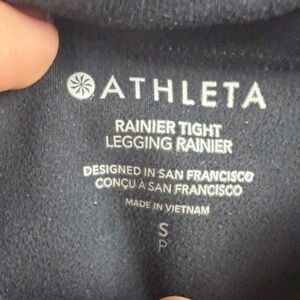 ATHLETA
RAINIER TIGHT
LEGGING RAINIER
DESIGNED IN SAN FRANCISCO
CONÇU À SAN FRANCISCO
MADE IN VIETNAM
S
P